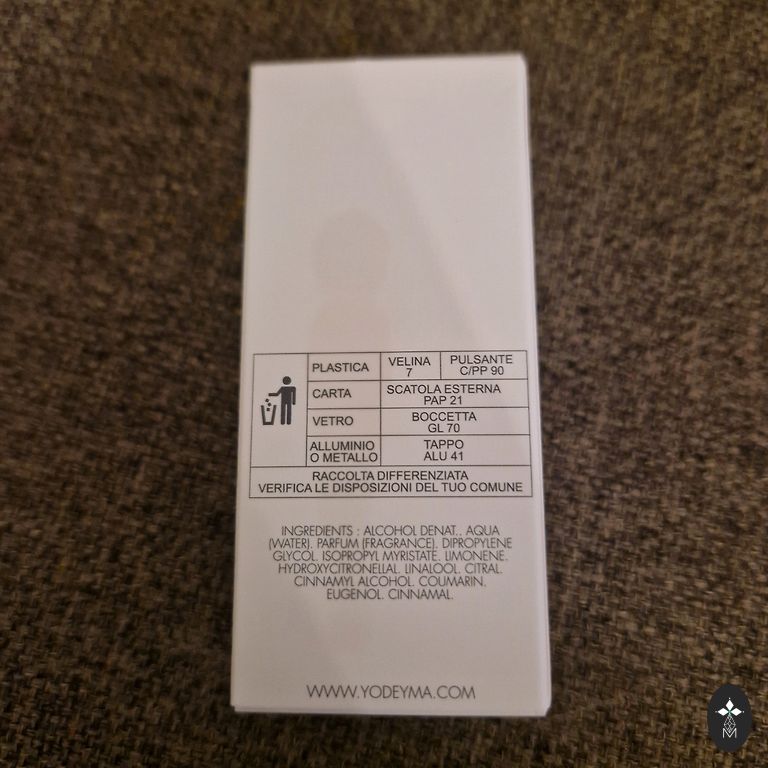 PLASTICA VELINA 7 PULSANTE C/PP 90
CARTA SCATOLA ESTERNA PAP 21
VETRO BOCCETTA GL 70
ALLUMINIO O METALLO TAPPO ALU 41
RACCOLTA DIFFERENZIATA
VERIFICA LE DISPOSIZIONI DEL TUO COMUNE
INGREDIENTS : ALCOHOL DENAT., AQUA
(WATER), PARFUM (FRAGRANCE), DIPROPYLENE
GLYCOL, ISOPROPYL MYRISTATE, LIMONENE,
HYDROXYCITRONELLAL, LINALOOL, CITRAL,
CINNAMYL ALCOHOL, COUMARIN,
EUGENOL, CINNAMAL.
WWW.YODEYMA.COM
M